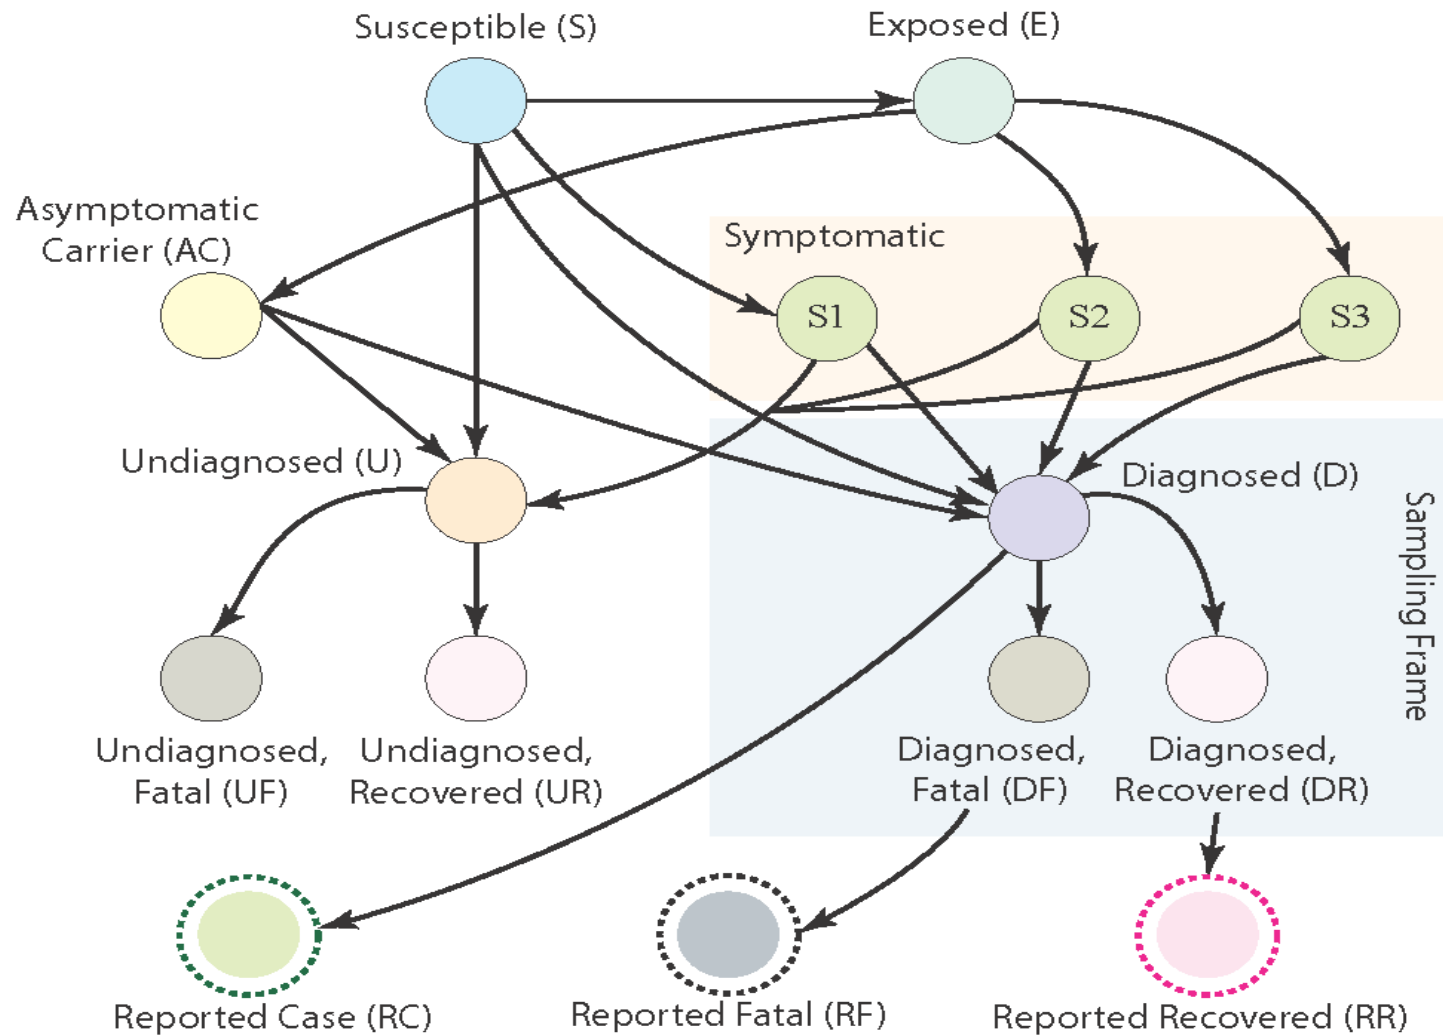 Susceptible (S)
Exposed (E)
Asymptomatic
Carrier (AC)
Symptomatic
S1
S2
S3
Undiagnosed (U)
Diagnosed (D)
Sampling Frame
Undiagnosed,
Fatal (UF)
Undiagnosed,
Recovered (UR)
Diagnosed,
Fatal (DF)
Diagnosed,
Recovered (DR)
Reported Case (RC)
Reported Fatal (RF)
Reported Recovered (RR)